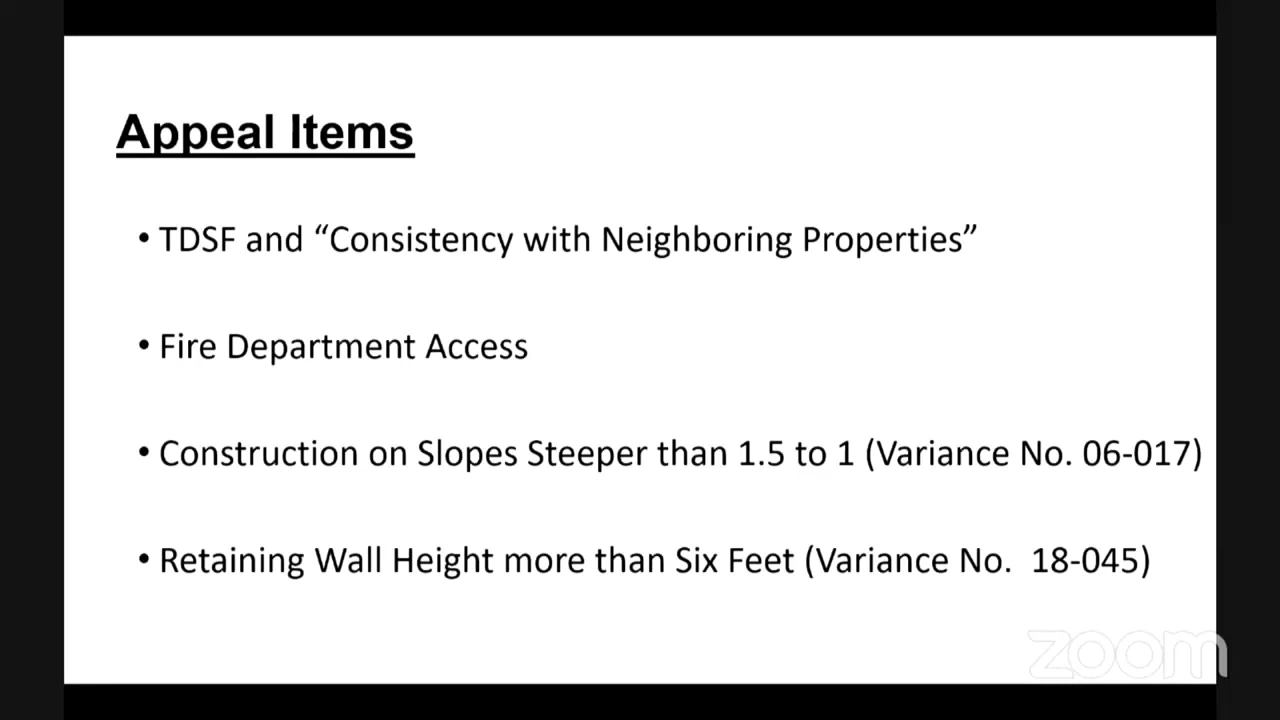 Appeal Items
• TDSF and “Consistency with Neighboring Properties”
• Fire Department Access
• Construction on Slopes Steeper than 1.5 to 1 (Variance No. 06-017)
• Retaining Wall Height more than Six Feet (Variance No.  18-045)
zoom